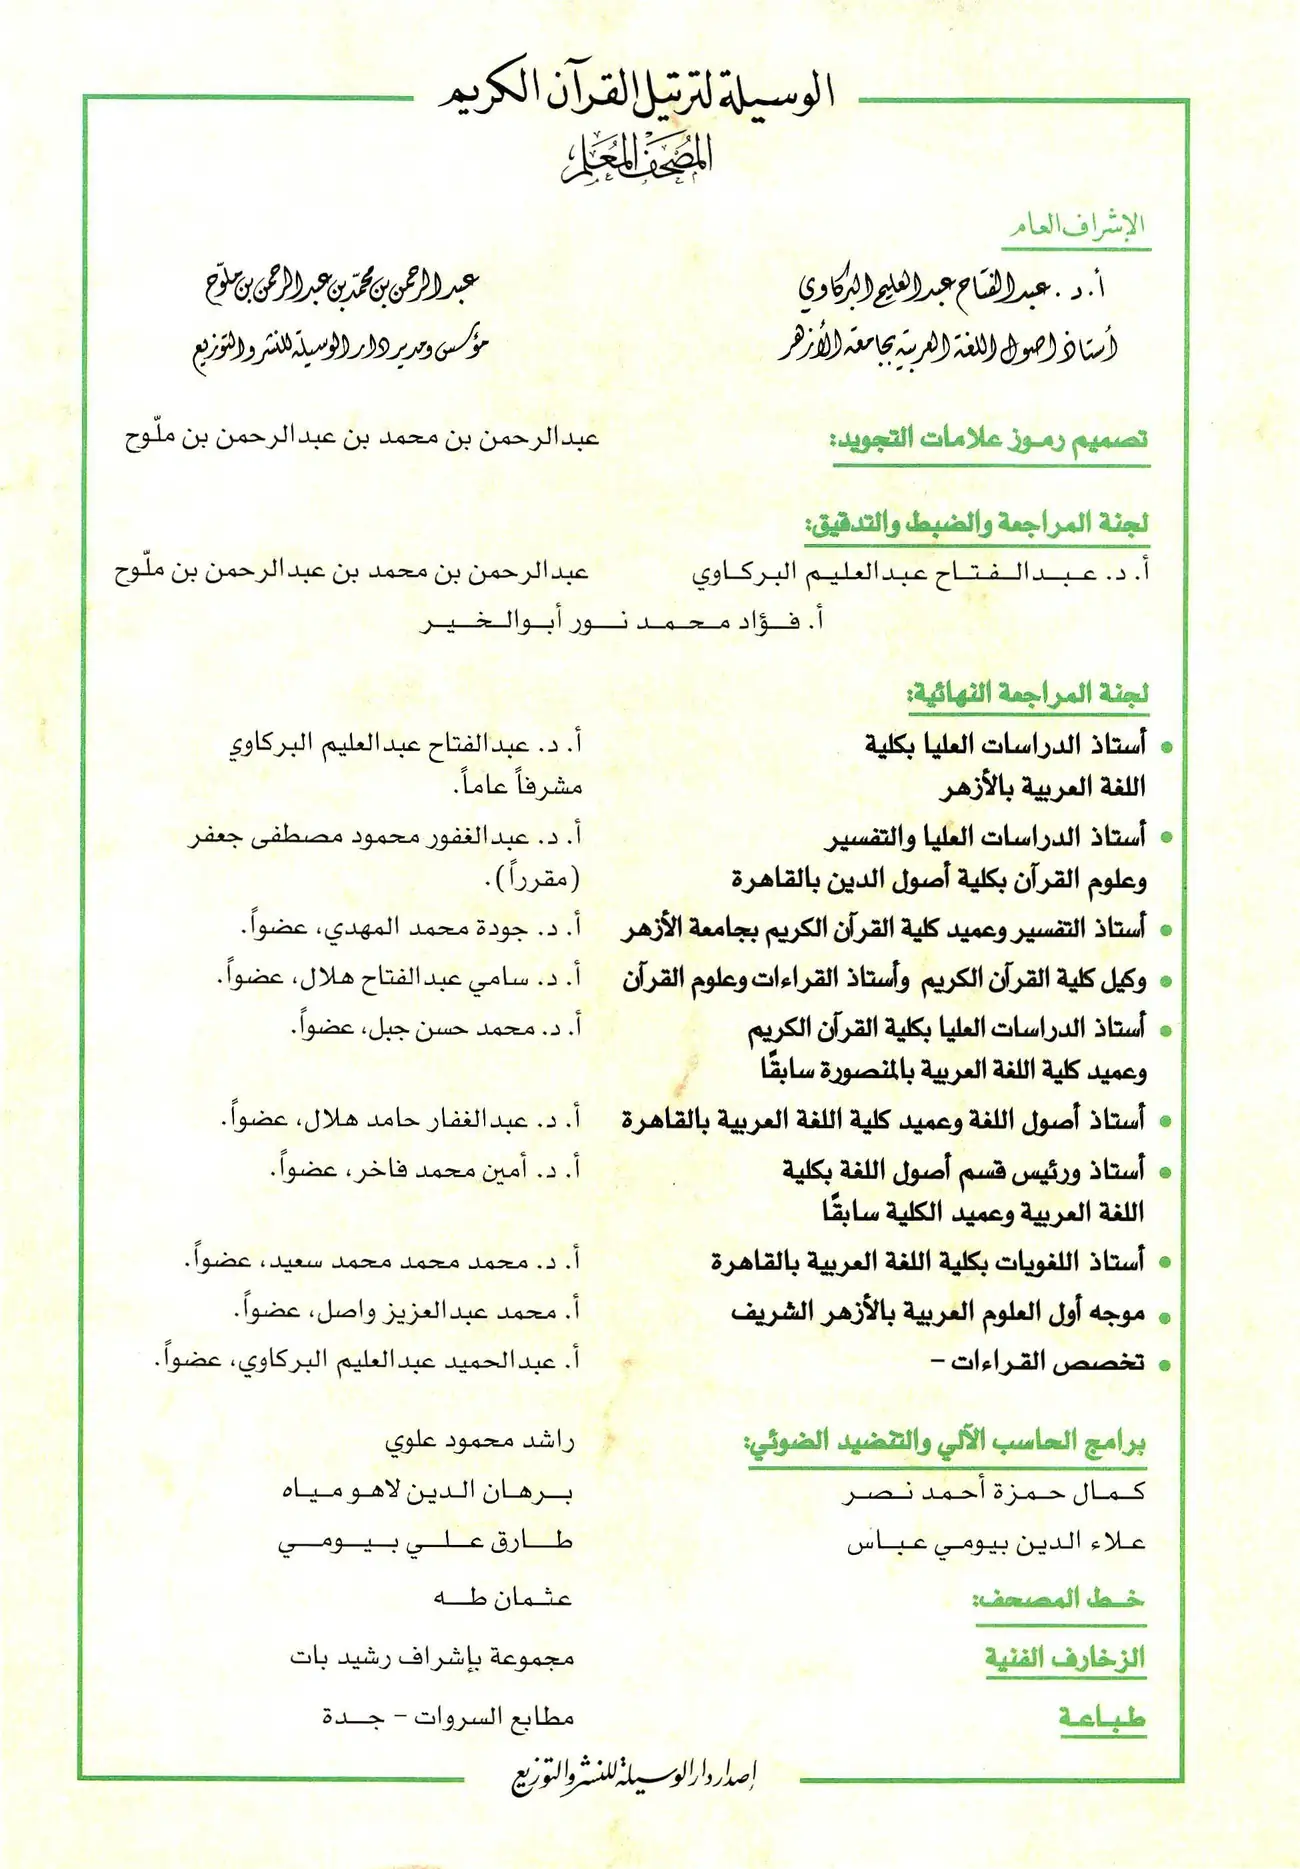 الوسيلة لترتيل القرآن الكريم
المصحف المعلم
الإشراف العام
أ. د. عبدالفتاح عبدالعليم البركاوي
عبدالرحمن بن محمّد بن عبدالرحمن بن ملّوح
أستاذ اصول اللغة العربية بجامعة الأزهر
مؤسس ومدير دار الوسيلة للنشر والتوزيع
تصميم رمـوز علامات التجويد: عبدالرحمن بن محمد بن عبدالرحمن بن ملّوح
لجنة المراجعة والضبط والتدقيق:
أ. د. عبدالفتاح عبدالعليم البركاوي عبدالرحمن بن محمد بن عبدالرحمن بن ملّوح
أ. فؤاد محمد نور أبوالخير
لجنة المراجعة النهائية:
• أستاذ الدراسات العليا بكلية أ. د. عبدالفتاح عبدالعليم البركاوي
اللغة العربية بالأزهر مشرفاً عاماً.
• أستاذ الدراسات العليا والتفسير أ. د. عبدالغفور محمود مصطفى جعفر
وعلوم القرآن بكلية أصول الدين بالقاهرة (مقرراً).
• أستاذ التفسير وعميد كلية القرآن الكريم بجامعة الأزهر أ. د. جودة محمد المهدي، عضواً.
• وكيل كلية القرآن الكريم وأستاذ القراءات وعلوم القرآن أ. د. سامي عبدالفتاح هلال، عضواً.
• أستاذ الدراسات العليا بكلية القرآن الكريم أ. د. محمد حسن جبل، عضواً.
وعميد كلية اللغة العربية بالمنصورة سابقًا
• أستاذ أصول اللغة وعميد كلية اللغة العربية بالقاهرة أ. د. عبدالغفار حامد هلال، عضواً.
• أستاذ ورئيس قسم أصول اللغة بكلية أ. د. أمين محمد فاخر، عضواً.
اللغة العربية وعميد الكلية سابقًا
• أستاذ اللغويات بكلية اللغة العربية بالقاهرة أ. د. محمد محمد محمد سعيد، عضواً.
• موجه أول العلوم العربية بالأزهر الشريف أ. محمد عبدالعزيز واصل، عضواً.
• تخصص القراءات – أ. عبدالحميد عبدالعليم البركاوي، عضواً.
برامج الحاسب الآلي والتنضيد الضوئي: راشد محمود علوي
كمال حمزة أحمد نصر برهان الدين لاهو مياه
علاء الدين بيومي عباس طارق علي بيومي
خط المصحف: عثمان طه
الزخارف الفنية مجموعة بإشراف رشيد بات
طباعة مطابع السروات – جدة
إصدار دار الوسيلة للنشر والتوزيع